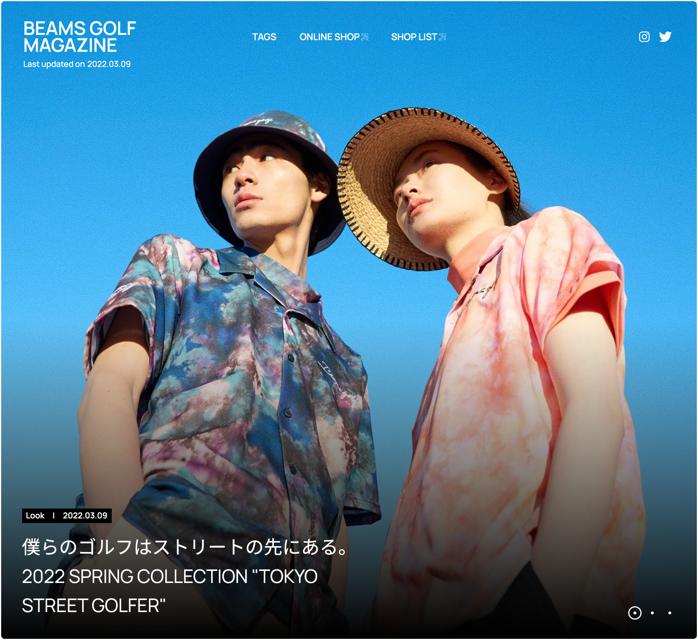 BEAMS GOLF
MAGAZINE
Last updated on 2022.03.09
TAGS
ONLINE SHOP
SHOP LIST
Look | 2022.03.09
僕らのゴルフはストリートの先にある。
2022 SPRING COLLECTION "TOKYO
STREET GOLFER"